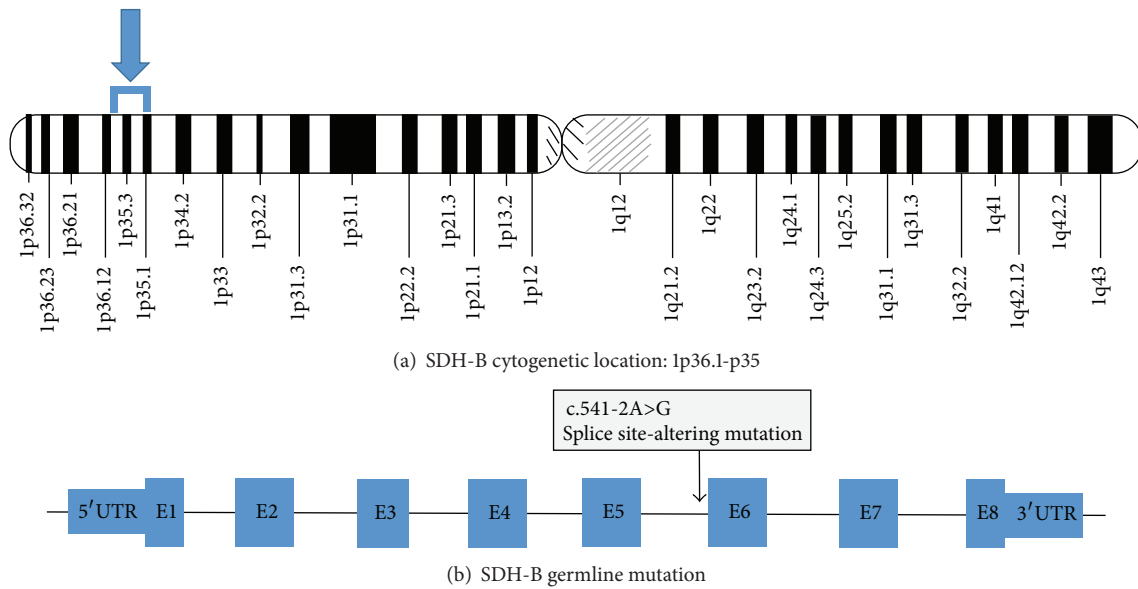 1p36.32
1p36.23
1p36.21
1p36.12
1p35.3
1p35.1
1p34.2
1p33
1p32.2
1p31.3
1p31.1
1p22.2
1p21.3
1p21.1
1p13.2
1p12
1q12
1q21.2
1q22
1q23.2
1q24.1
1q24.3
1q25.2
1q31.1
1q31.3
1q32.2
1q41
1q42.12
1q42.2
1q43
(a) SDH-B cytogenetic location: 1p36.1-p35
c.541-2A>G
Splice site-altering mutation
5′UTR E1 E2 E3 E4 E5 E6 E7 E8 3′UTR
(b) SDH-B germline mutation